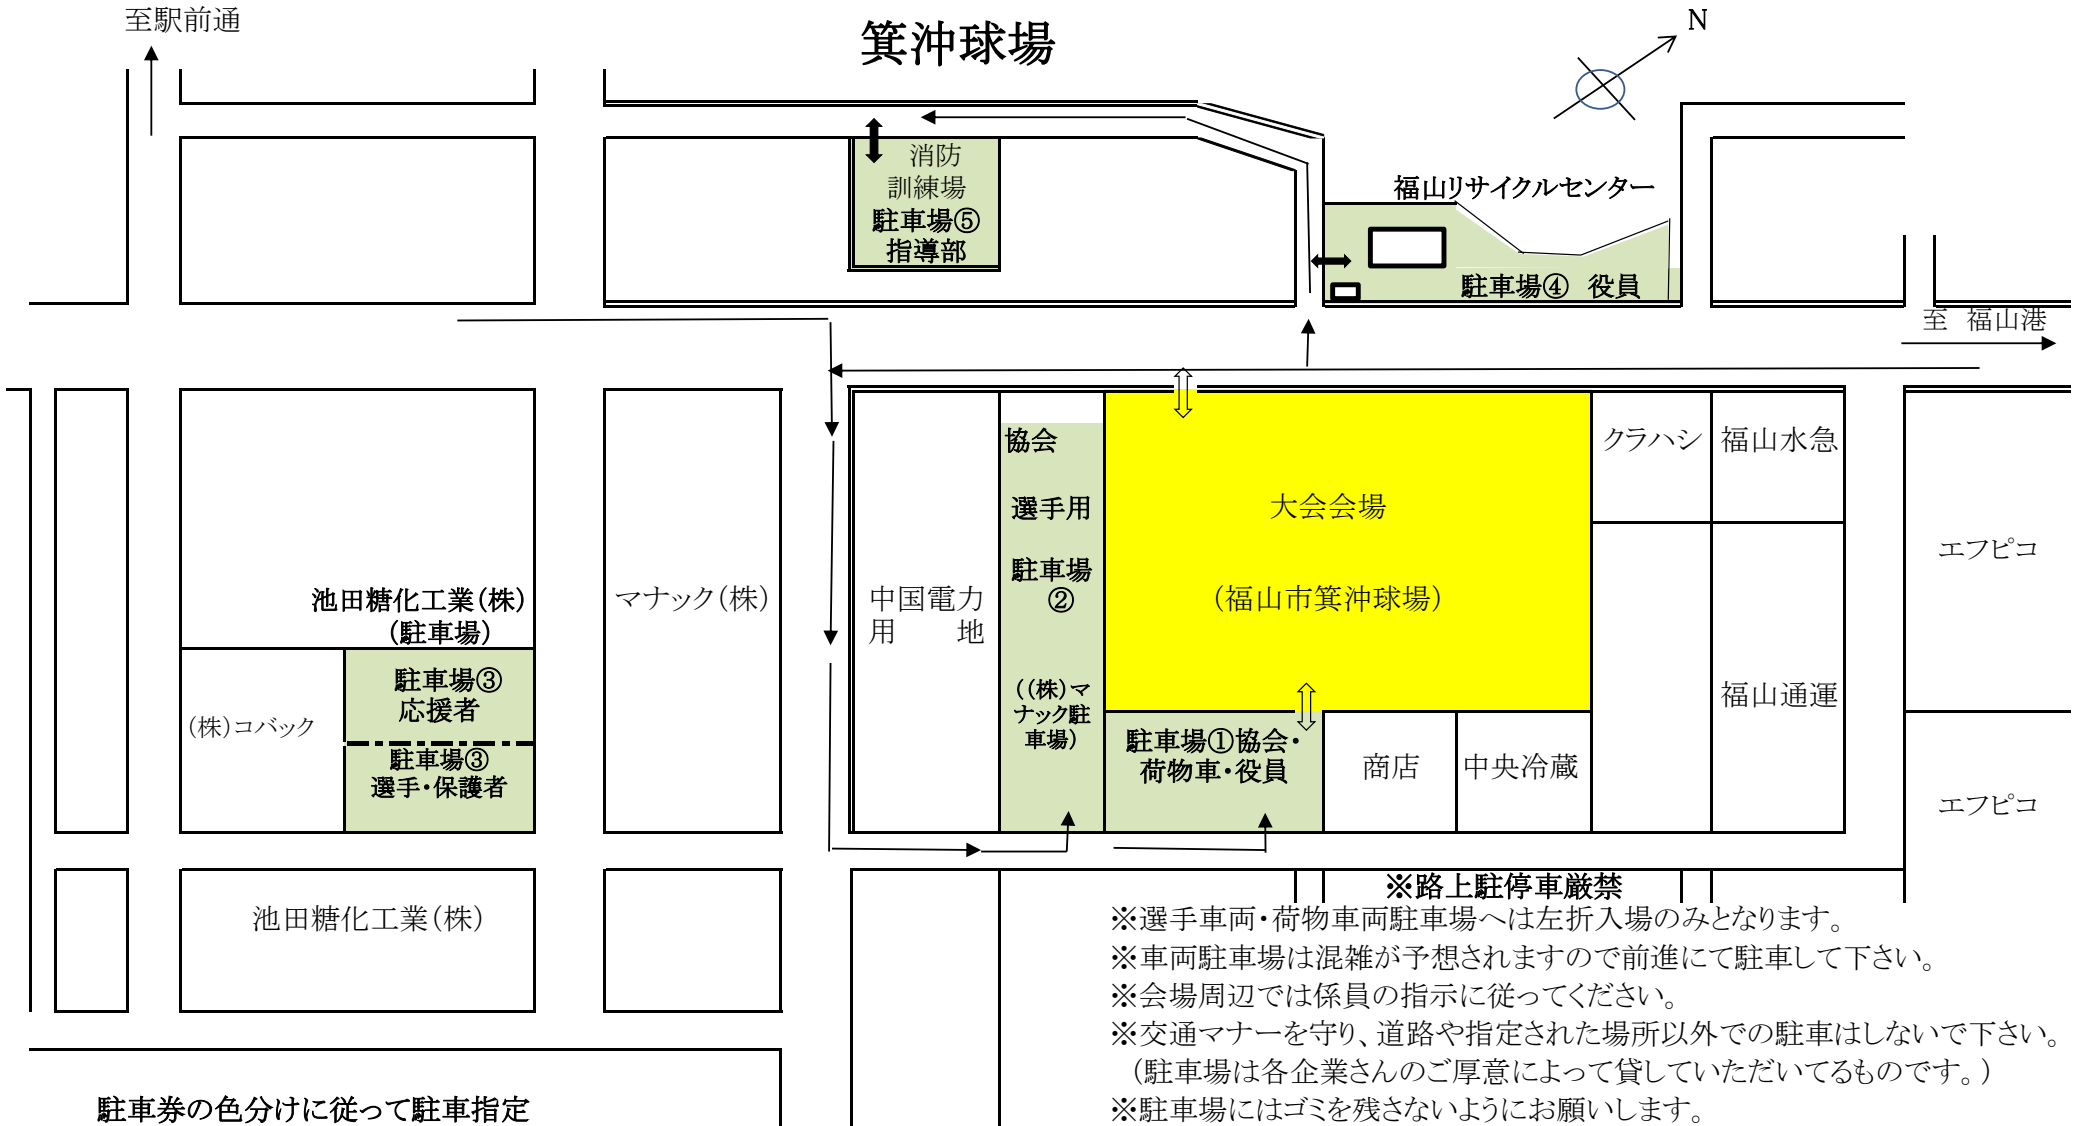 至駅前通
箕沖球場
N
消防
訓練場
駐車場⑤
指導部
福山リサイクルセンター
駐車場④ 役員
至 福山港
協会
選手用
駐車場
②
((株)マ
ナック駐
車場)
大会会場
(福山市箕沖球場)
クラハシ
福山水急
エフピコ
池田糖化工業(株)
(駐車場)
マナック(株)
中国電力
用 地
駐車場③
応援者
(株)コバック
駐車場③
選手・保護者
駐車場①協会・
荷物車・役員
商店
中央冷蔵
福山通運
エフピコ
池田糖化工業(株)
※路上駐停車厳禁
※選手車両・荷物車両駐車場へは左折入場のみとなります。
※車両駐車場は混雑が予想されますので前進にて駐車して下さい。
※会場周辺では係員の指示に従ってください。
※交通マナーを守り、道路や指定された場所以外での駐車はしないで下さい。
(駐車場は各企業さんのご厚意によって貸していただいてるものです。)
※駐車場にはゴミを残さないようにお願いします。
駐車券の色分けに従って駐車指定